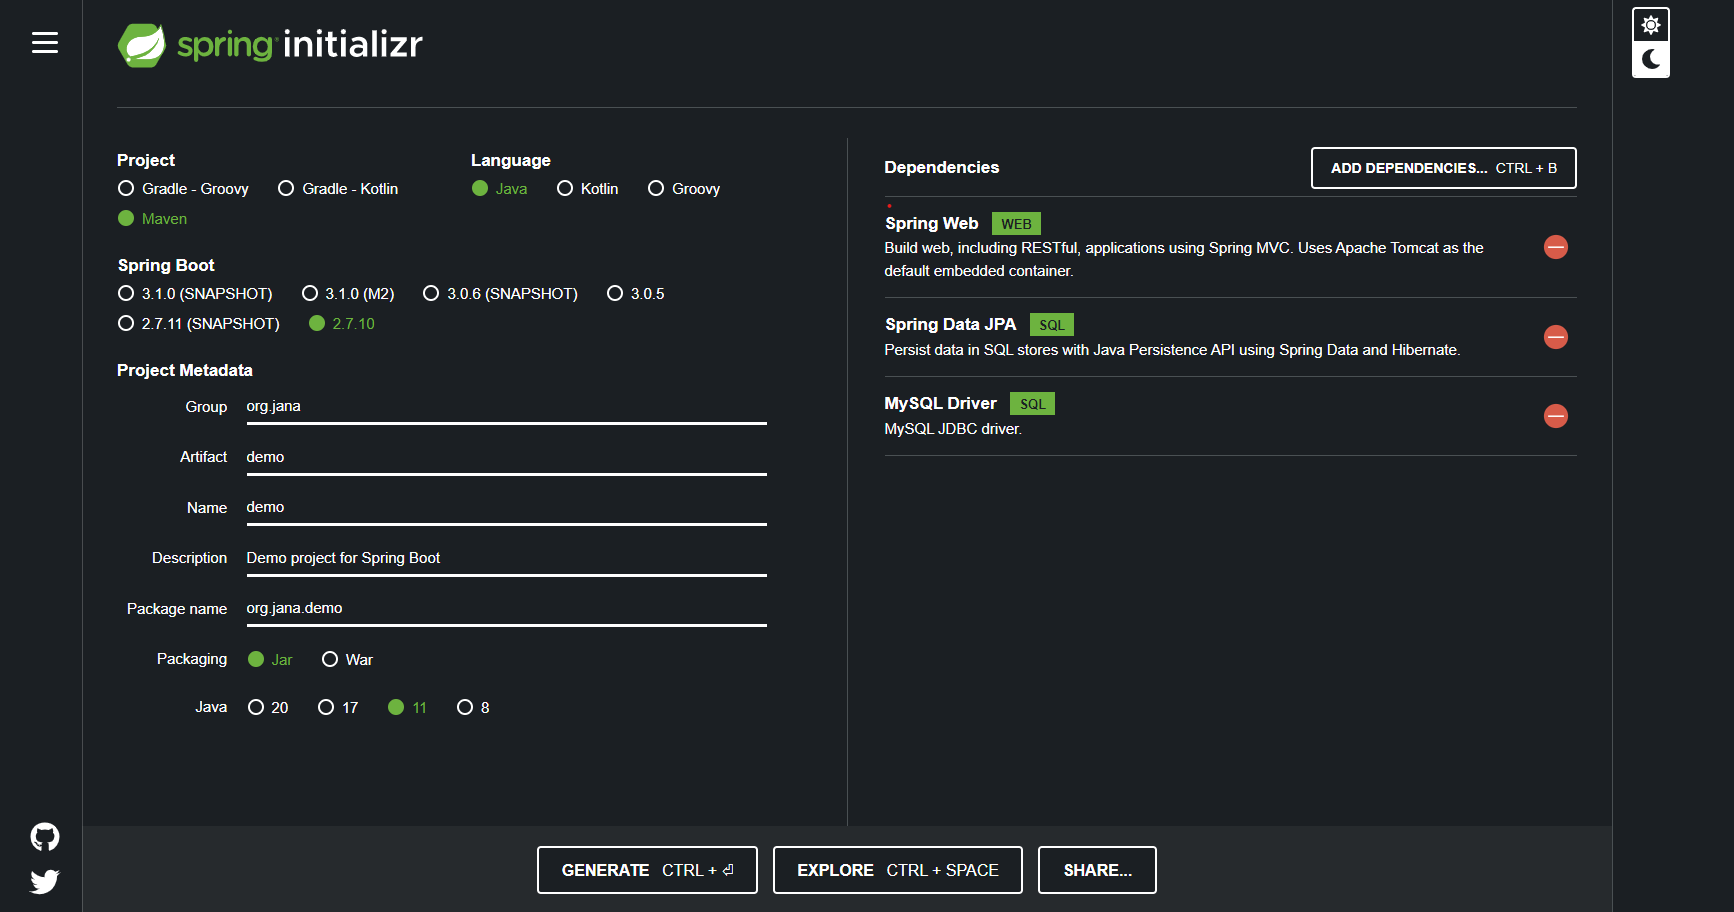 spring initializr
Project
Gradle - Groovy Gradle - Kotlin
Maven
Language
Java Kotlin Groovy
Spring Boot
3.1.0 (SNAPSHOT) 3.1.0 (M2) 3.0.6 (SNAPSHOT) 3.0.5
2.7.11 (SNAPSHOT) 2.7.10
Project Metadata
Group org.jana
Artifact demo
Name demo
Description Demo project for Spring Boot
Package name org.jana.demo
Packaging Jar War
Java 20 17 11 8
Dependencies
ADD DEPENDENCIES... CTRL + B
Spring Web WEB
Build web, including RESTful, applications using Spring MVC. Uses Apache Tomcat as the
default embedded container.
Spring Data JPA SQL
Persist data in SQL stores with Java Persistence API using Spring Data and Hibernate.
MySQL Driver SQL
MySQL JDBC driver.
GENERATE CTRL + ⏎ EXPLORE CTRL + SPACE SHARE...